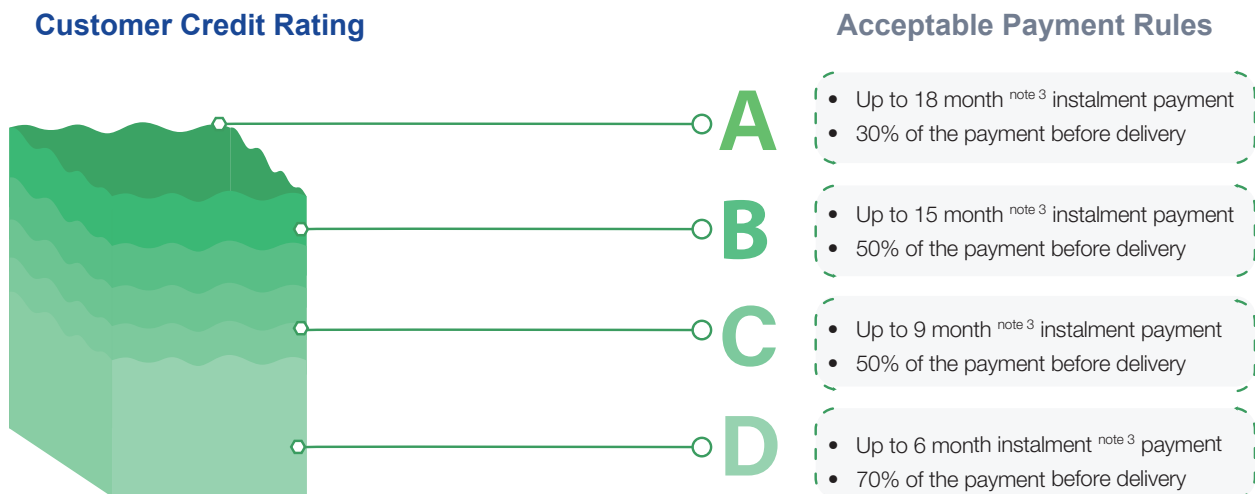 Customer Credit Rating
Acceptable Payment Rules
A
• Up to 18 month note 3 instalment payment
• 30% of the payment before delivery
B
• Up to 15 month note 3 instalment payment
• 50% of the payment before delivery
C
• Up to 9 month note 3 instalment payment
• 50% of the payment before delivery
D
• Up to 6 month instalment note 3 payment
• 70% of the payment before delivery